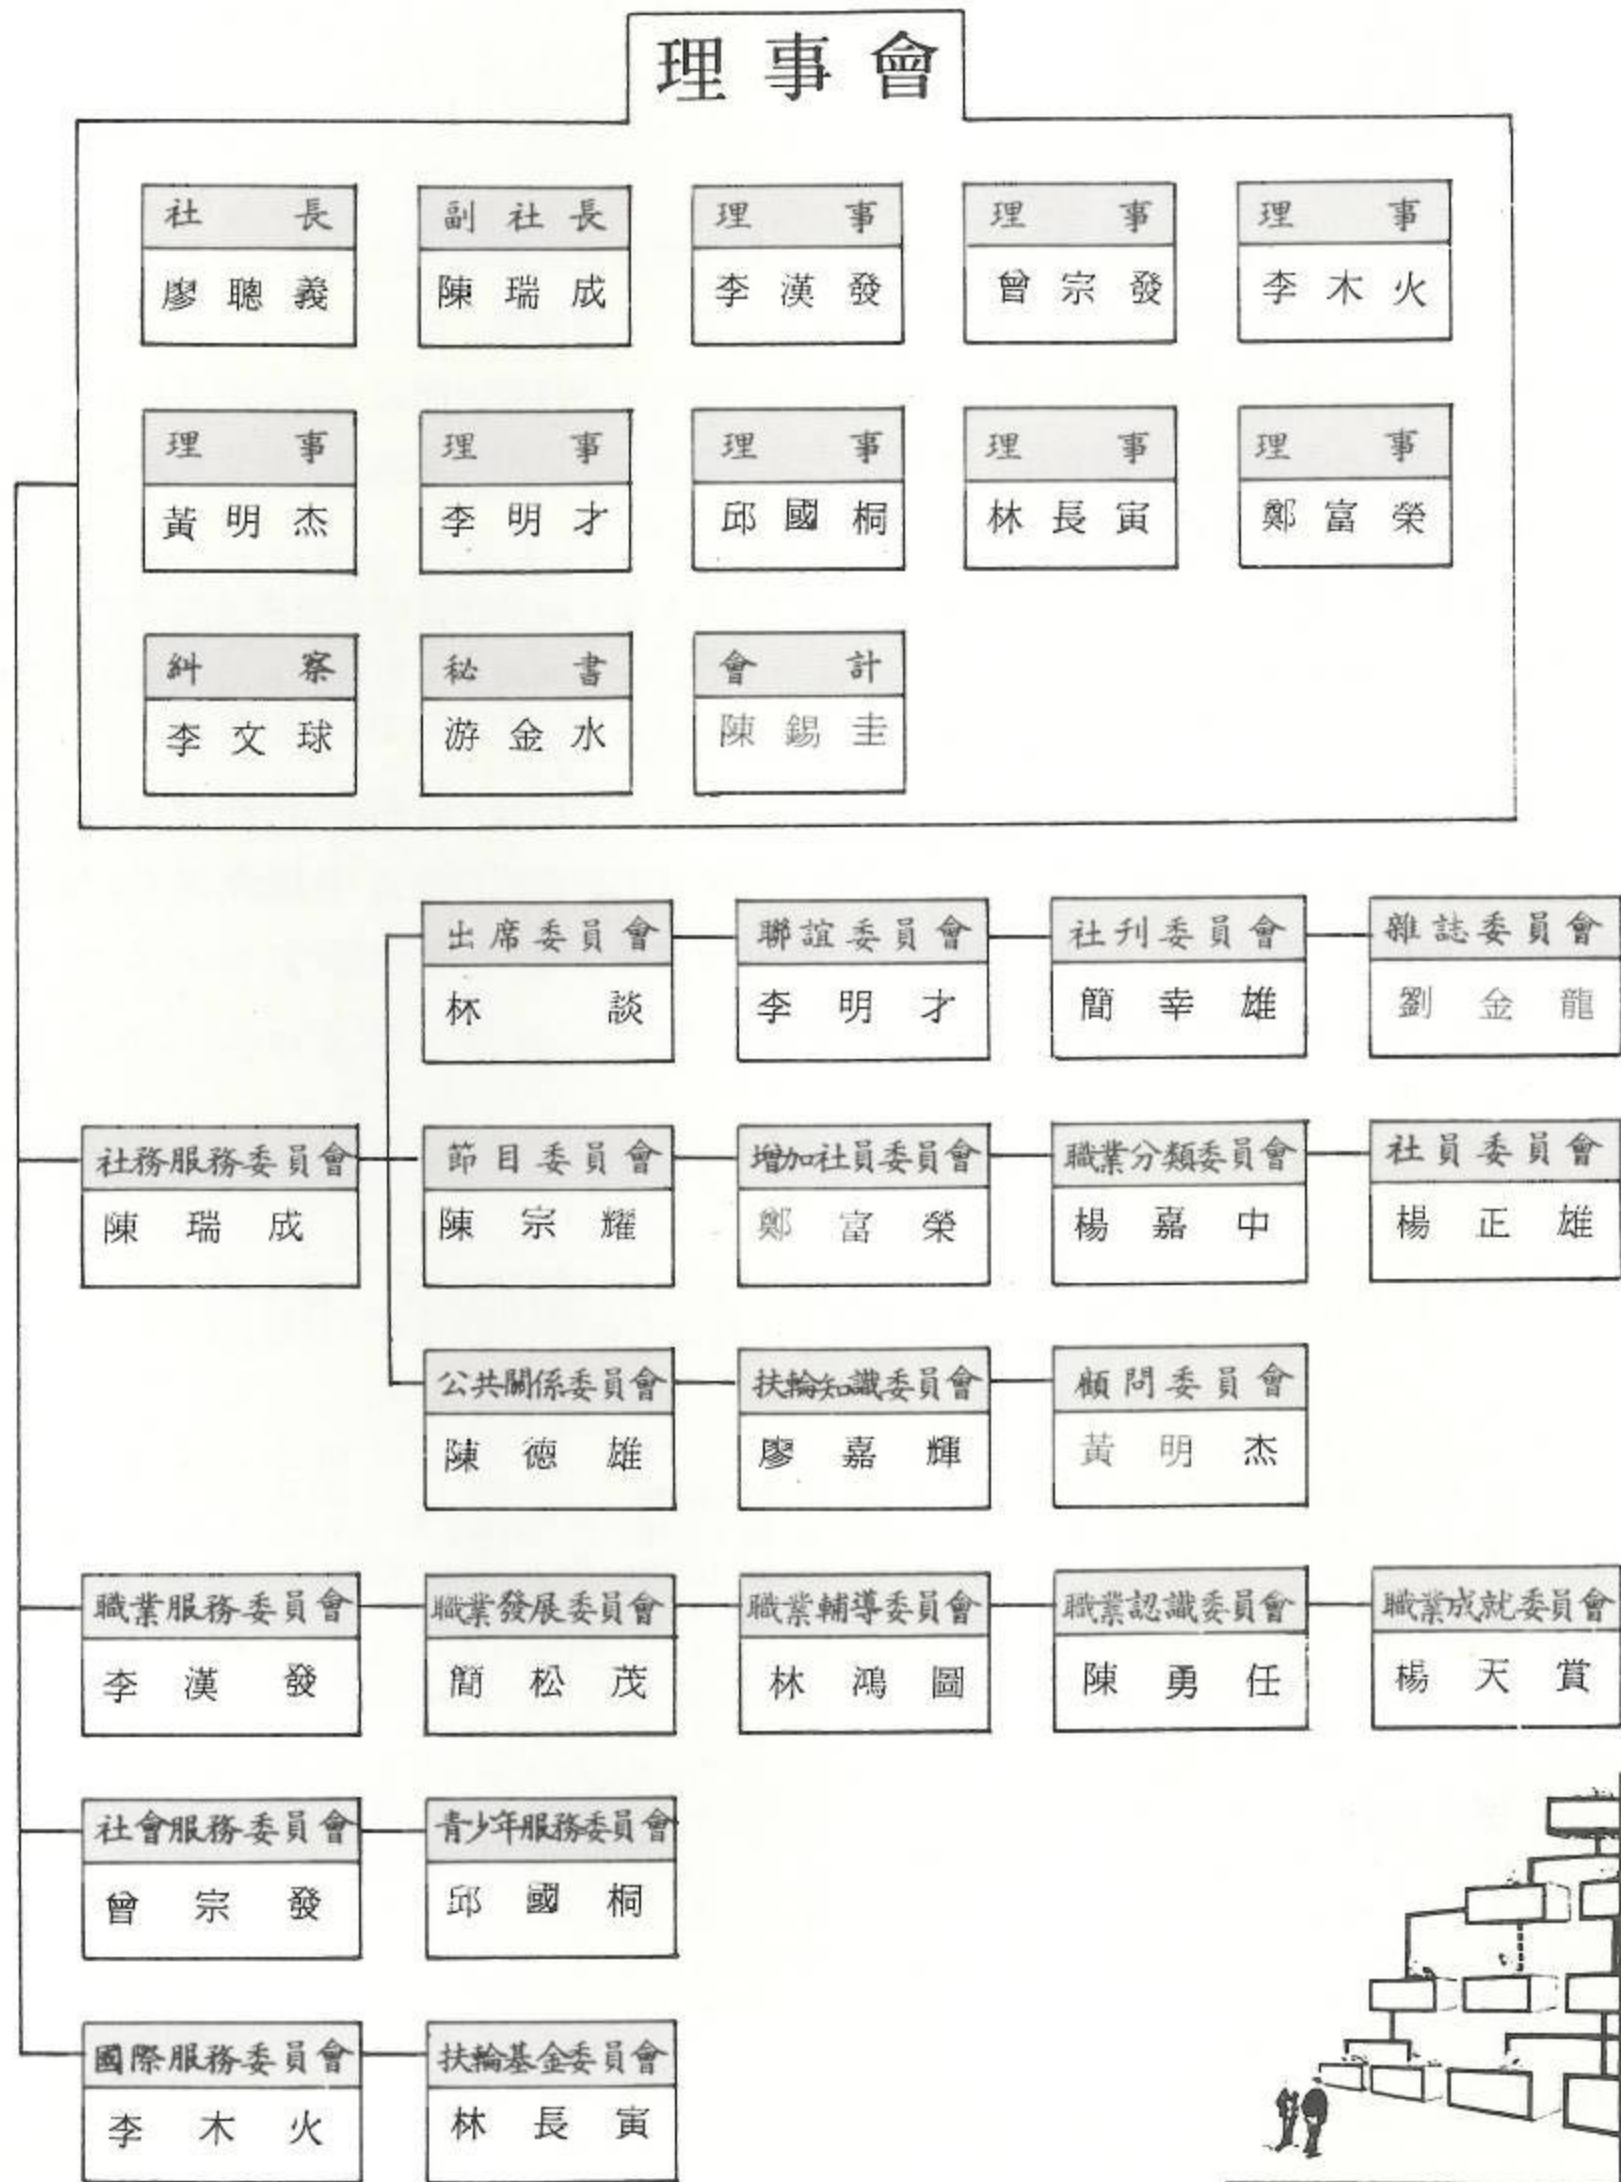 理事會
社長 副社長 理事 理事 理事
廖聰義 陳瑞成 李漢發 曾宗發 李木火
理事 理事 理事 理事 理事
黃明杰 李明才 邱國桐 林長寅 鄭富榮
糾察 秘書 會計
李文球 游金水 陳錫圭
出席委員會 聯誼委員會 社刊委員會 雜誌委員會
林談 李明才 簡幸雄 劉金龍
社務服務委員會 節目委員會 增加社員委員會 職業分類委員會 社員委員會
陳瑞成 陳宗耀 鄭富榮 楊嘉中 楊正雄
公共關係委員會 扶輪知識委員會 顧問委員會
陳德雄 廖嘉輝 黃明杰
職業服務委員會 職業發展委員會 職業輔導委員會 職業認識委員會 職業成就委員會
李漢發 簡松茂 林鴻圖 陳勇任 楊天賞
社會服務委員會 青少年服務委員會
曾宗發 邱國桐
國際服務委員會 扶輪基金委員會
李木火 林長寅